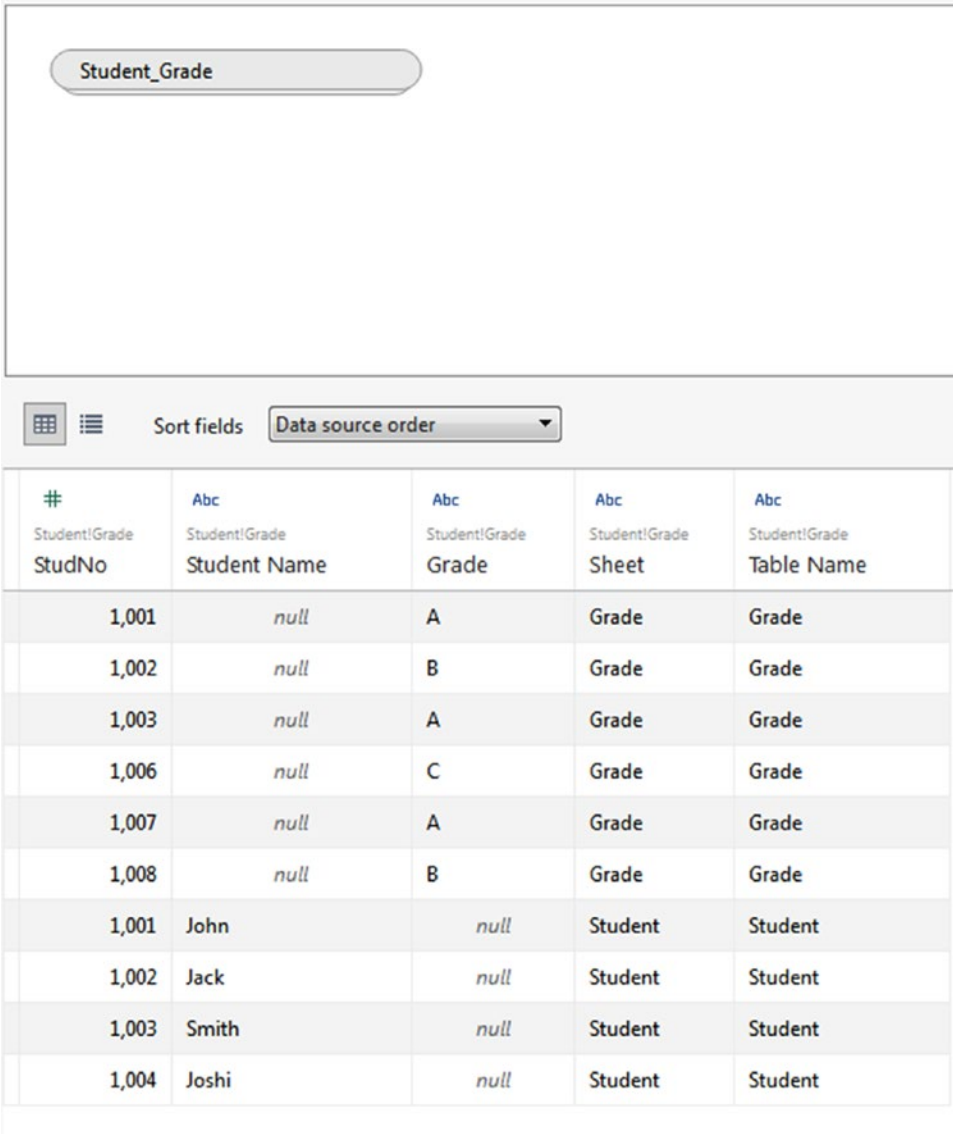 Student_Grade
Sort fields Data source order
# Abc Abc Abc Abc
Student!Grade Student!Grade Student!Grade Student!Grade Student!Grade
StudNo Student Name Grade Sheet Table Name
1,001 null A Grade Grade
1,002 null B Grade Grade
1,003 null A Grade Grade
1,006 null C Grade Grade
1,007 null A Grade Grade
1,008 null B Grade Grade
1,001 John null Student Student
1,002 Jack null Student Student
1,003 Smith null Student Student
1,004 Joshi null Student Student